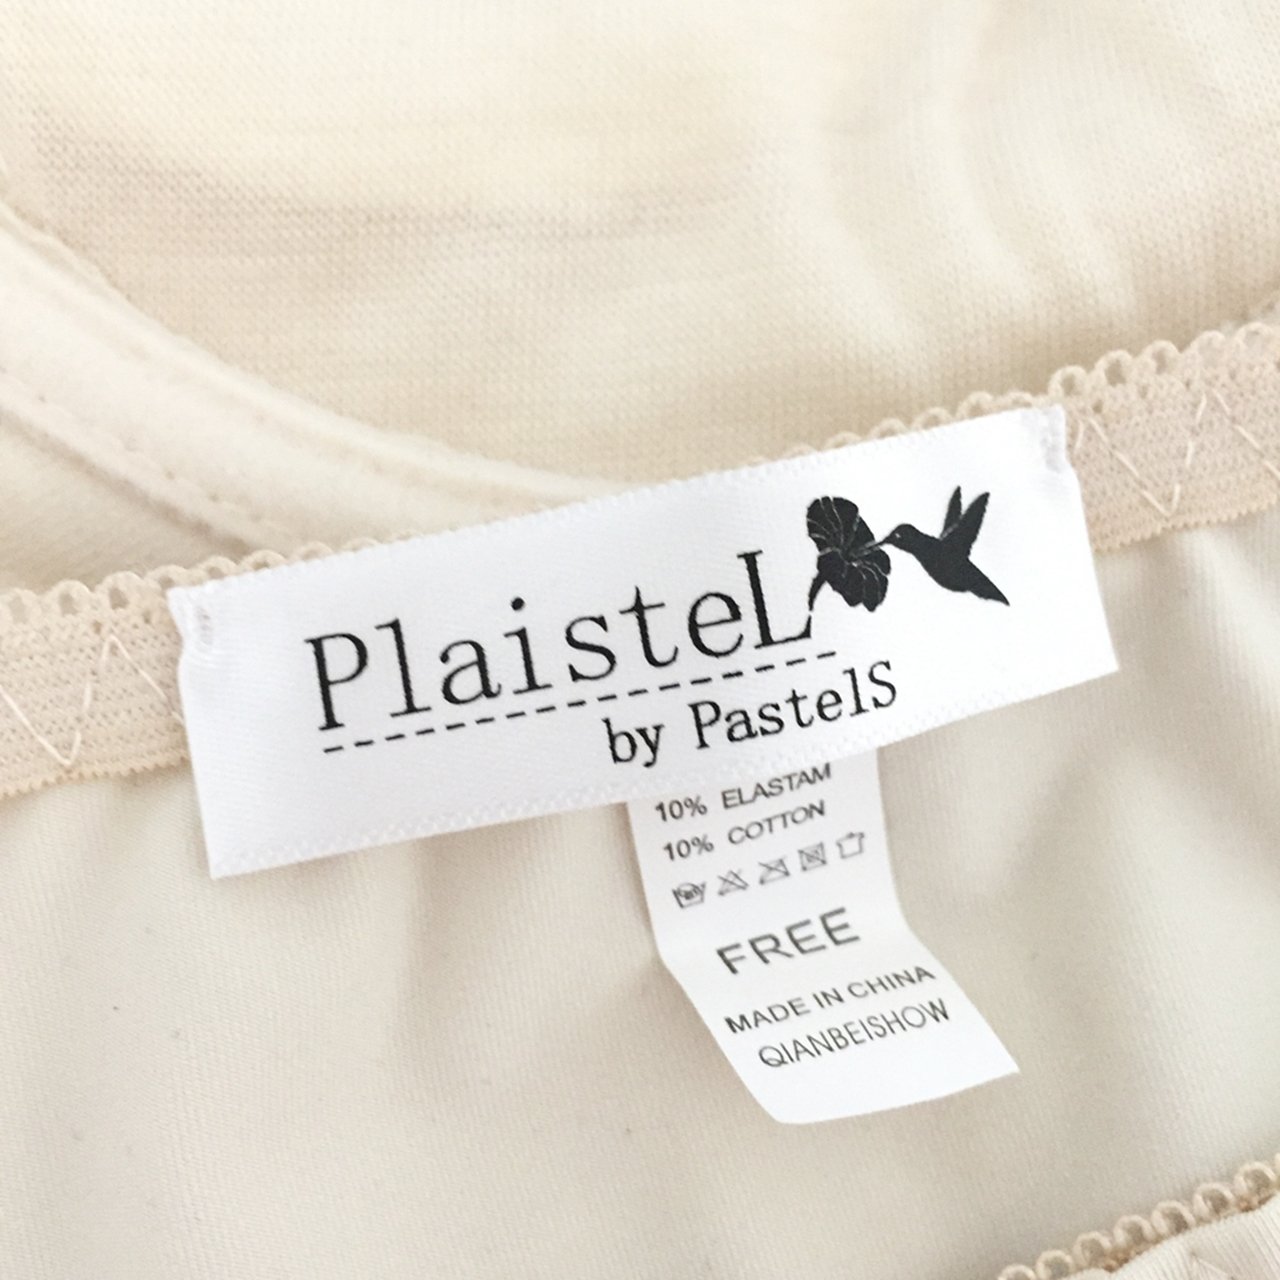 PlaisteL
by PastelS
10% ELASTAM
10% COTTON
FREE
MADE IN CHINA
QIANBEISHOW